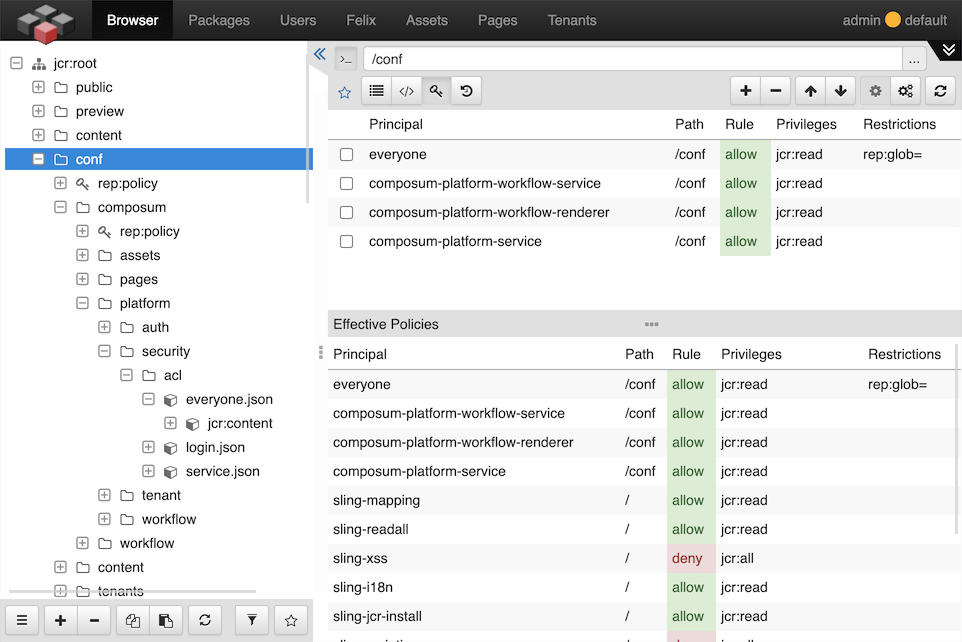 Browser Packages Users Felix Assets Pages Tenants admin default
jcr:root
public
preview
content
conf
rep:policy
composum
rep:policy
assets
pages
platform
auth
security
acl
everyone.json
jcr:content
login.json
service.json
tenant
workflow
workflow
content
tenants
/conf ...
Principal Path Rule Privileges Restrictions
everyone /conf allow jcr:read rep:glob=
composum-platform-workflow-service /conf allow jcr:read
composum-platform-workflow-renderer /conf allow jcr:read
composum-platform-service /conf allow jcr:read
Effective Policies
Principal Path Rule Privileges Restrictions
everyone /conf allow jcr:read rep:glob=
composum-platform-workflow-service /conf allow jcr:read
composum-platform-workflow-renderer /conf allow jcr:read
composum-platform-service /conf allow jcr:read
sling-mapping / allow jcr:read
sling-readall / allow jcr:read
sling-xss / deny jcr:all
sling-i18n / allow jcr:read
sling-jcr-install / allow jcr:read